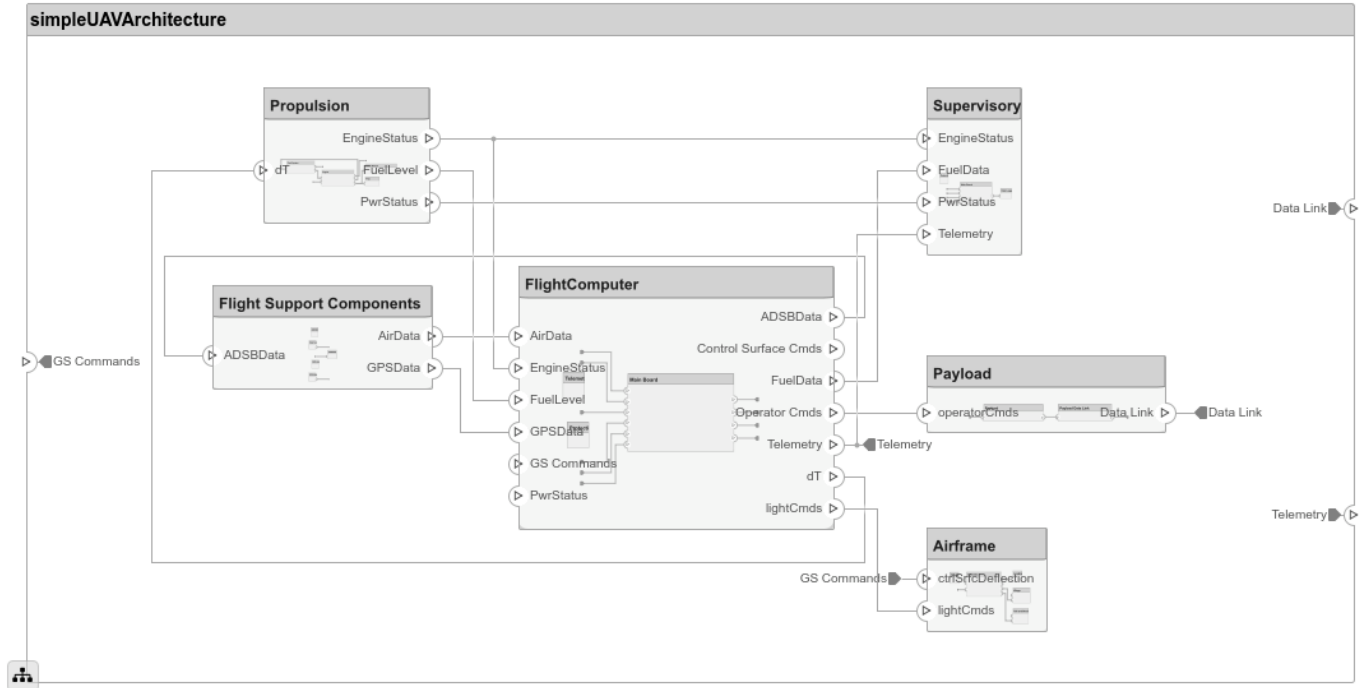 simpleUAVArchitecture
Propulsion
EngineStatus
dT
FuelLevel
PwrStatus
Supervisory
EngineStatus
FuelData
PwrStatus
Telemetry
Data Link
Flight Support Components
ADSBData
AirData
GPSData
GS Commands
FlightComputer
AirData
EngineStatus
FuelLevel
GPSData
GS Commands
PwrStatus
Main Board
ADSBData
Control Surface Cmds
FuelData
Operator Cmds
Telemetry
dT
lightCmds
Telemetry
Payload
operatorCmds
Data Link
Data Link
Telemetry
Airframe
GS Commands
ctrlSrfcDeflection
lightCmds